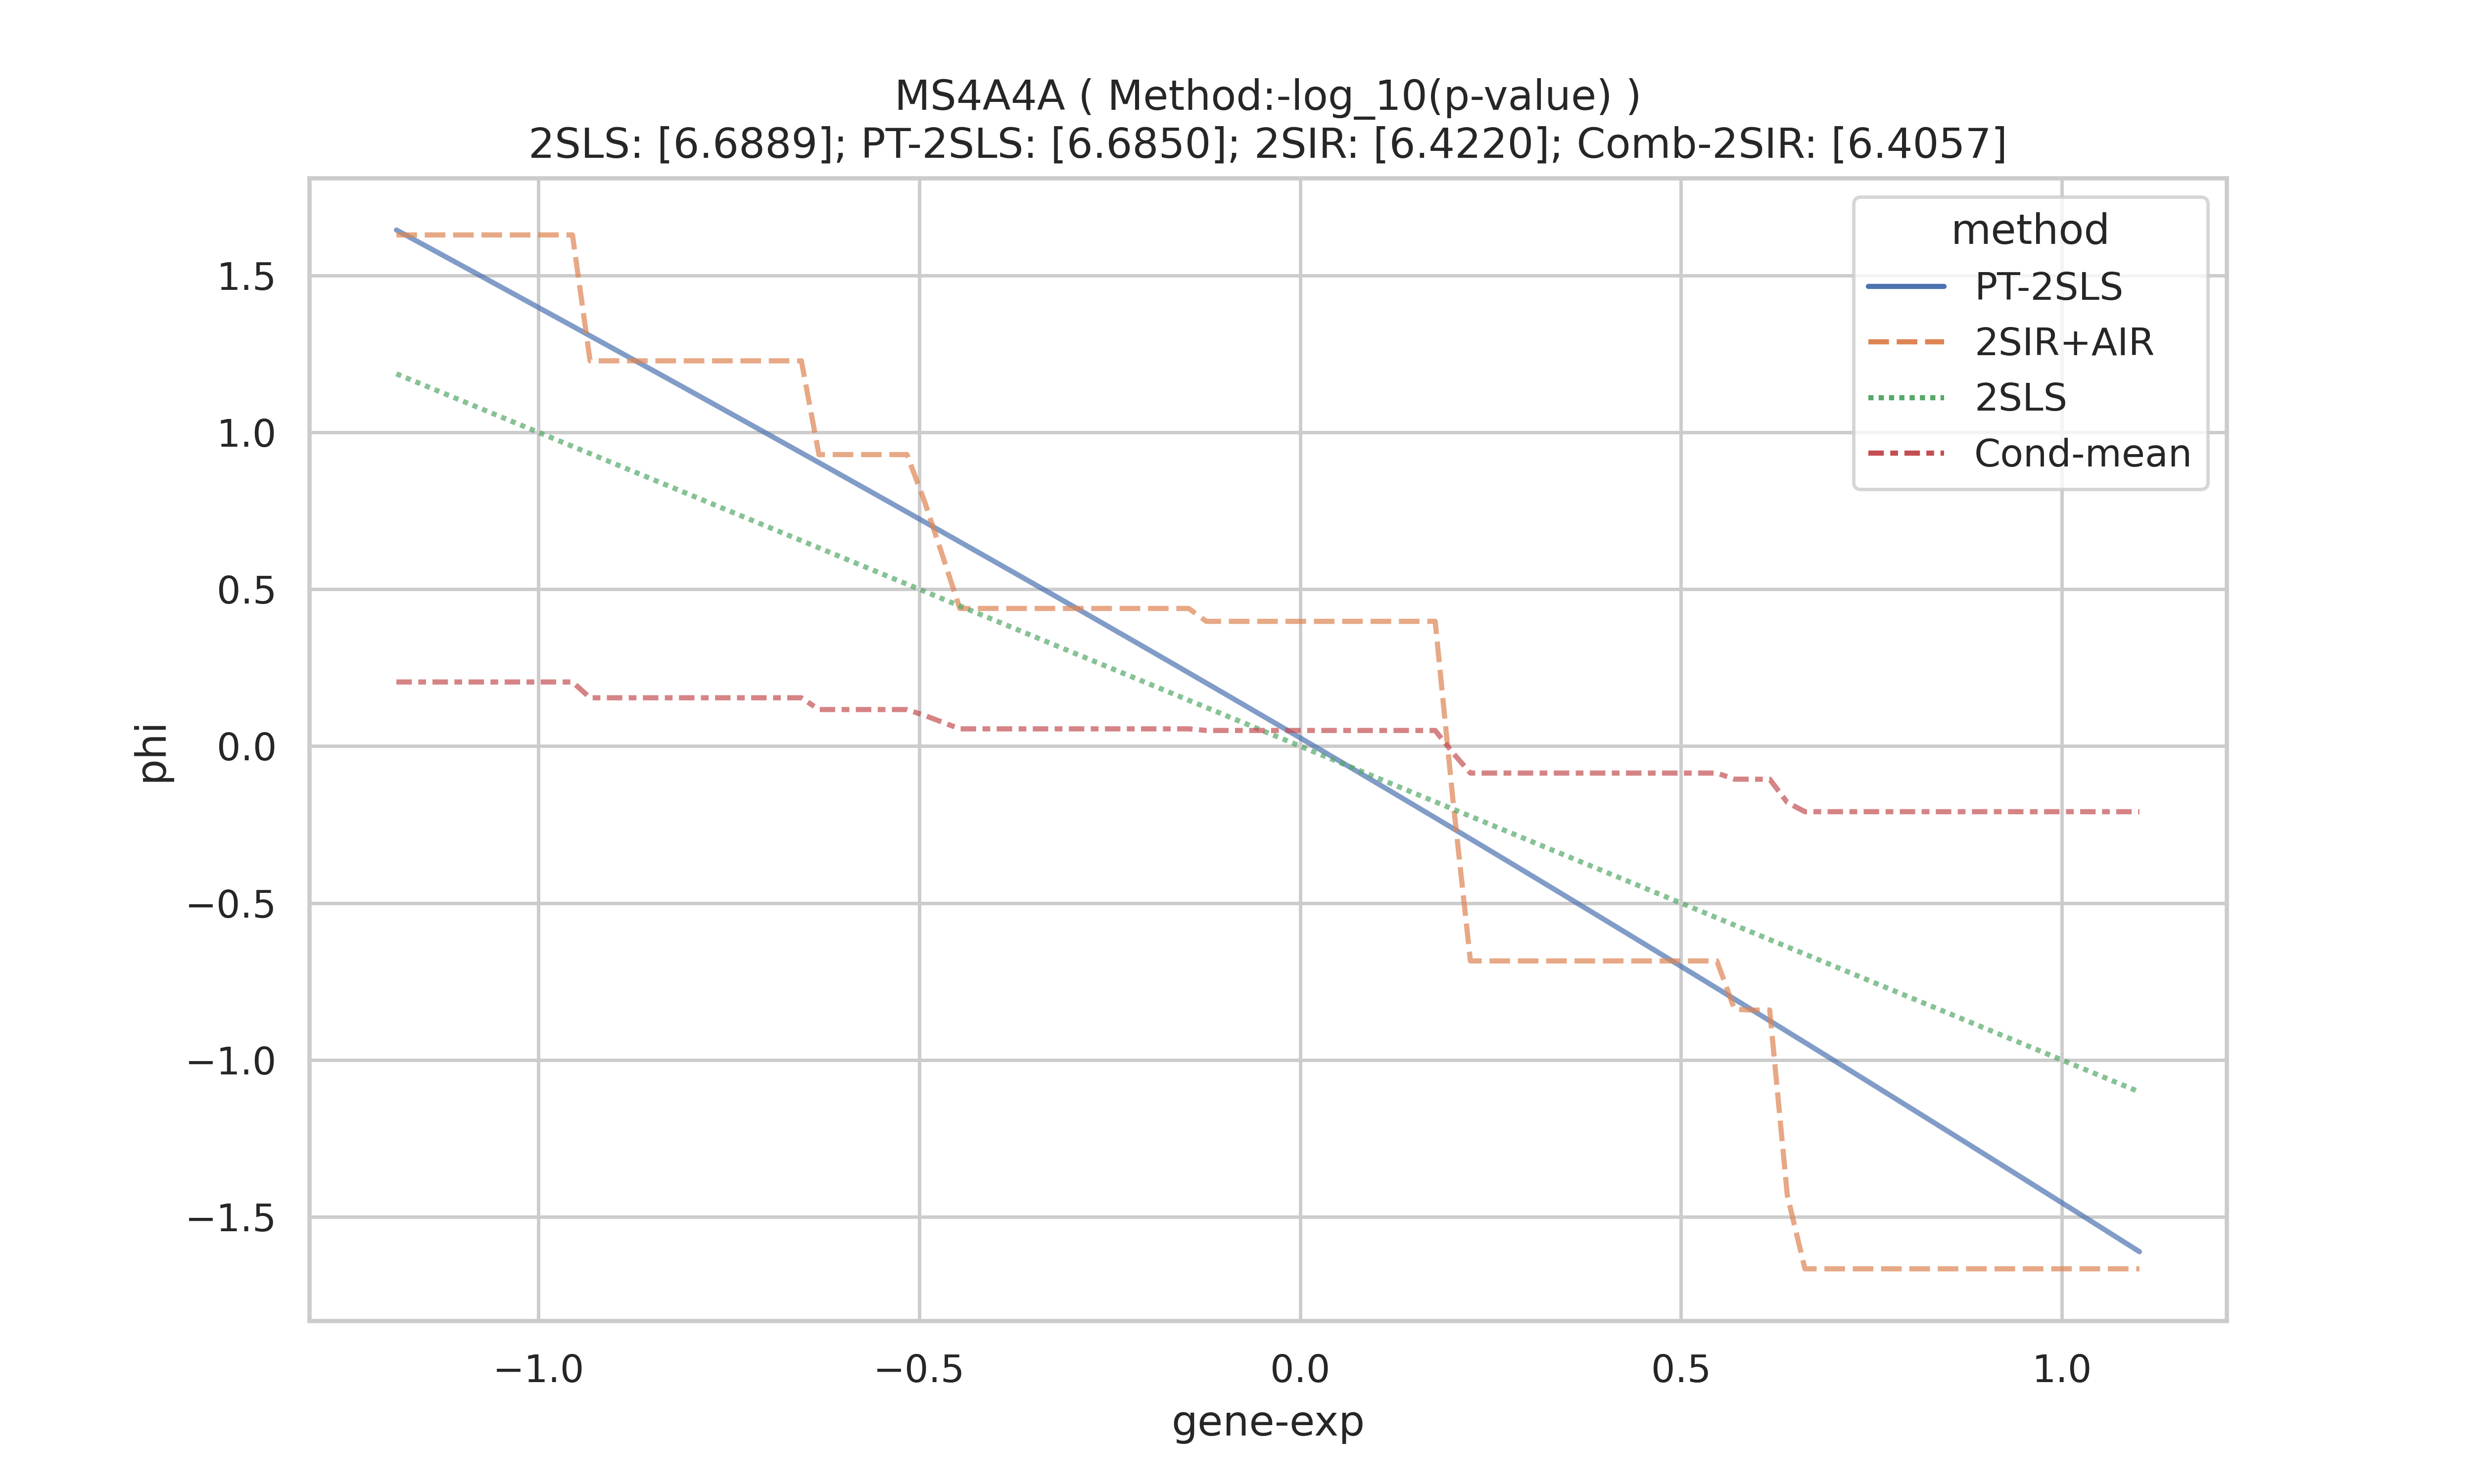 MS4A4A ( Method:-log_10(p-value) )
2SLS: [6.6889]; PT-2SLS: [6.6850]; 2SIR: [6.4220]; Comb-2SIR: [6.4057]
method
PT-2SLS
2SIR+AIR
2SLS
Cond-mean
phi
1.5
1.0
0.5
0.0
−0.5
−1.0
−1.5
−1.0
−0.5
0.0
0.5
1.0
gene-exp